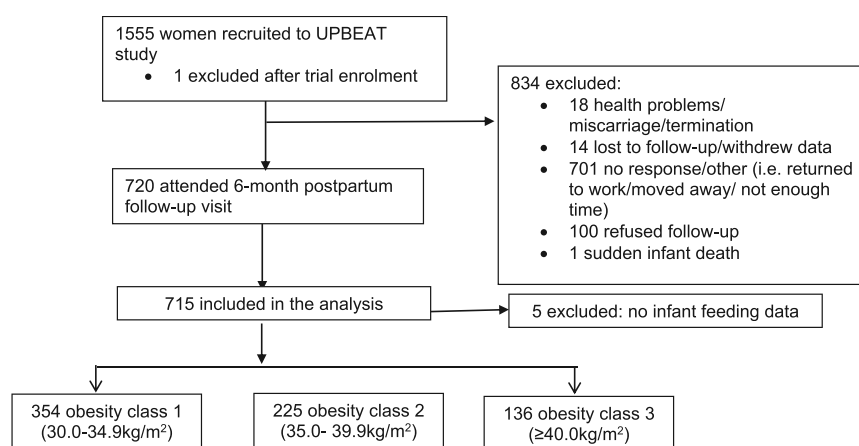 1555 women recruited to UPBEAT
study
• 1 excluded after trial enrolment
834 excluded:
• 18 health problems/
miscarriage/termination
• 14 lost to follow-up/withdrew data
• 701 no response/other (i.e. returned
to work/moved away/ not enough
time)
• 100 refused follow-up
• 1 sudden infant death
720 attended 6-month postpartum
follow-up visit
715 included in the analysis
5 excluded: no infant feeding data
354 obesity class 1
(30.0-34.9kg/m²)
225 obesity class 2
(35.0- 39.9kg/m²)
136 obesity class 3
(≥40.0kg/m²)